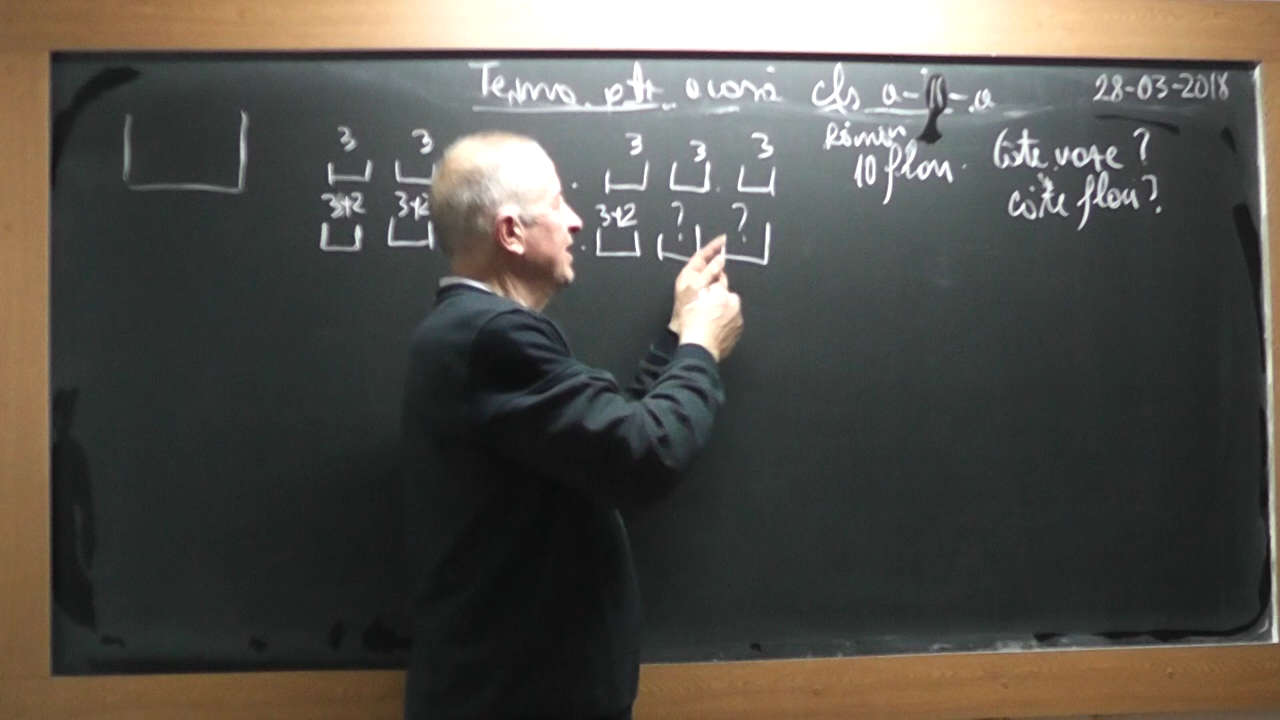 Tema ptr acasă cls a-II-a 28-03-2018
3 3 3 3 3 Rămân 10 flori. Câte vase?
3+2 3+2 3+2 ? ? câte flori?